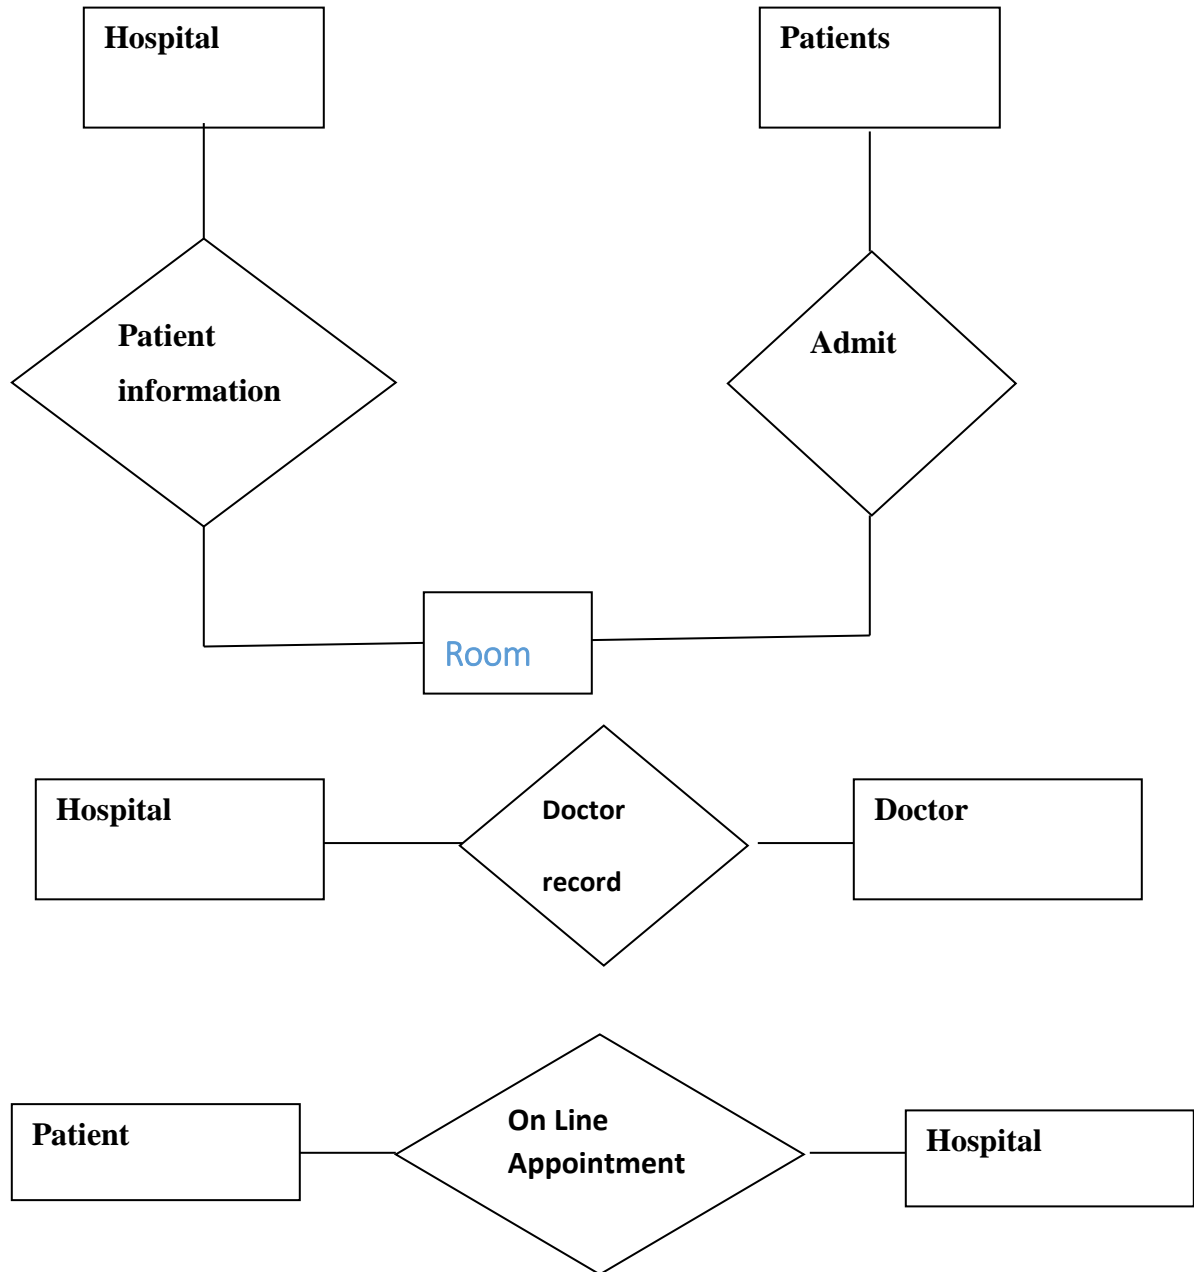 Hospital
Patients
Patient
information
Admit
Room
Hospital
Doctor
record
Doctor
Patient
On Line
Appointment
Hospital